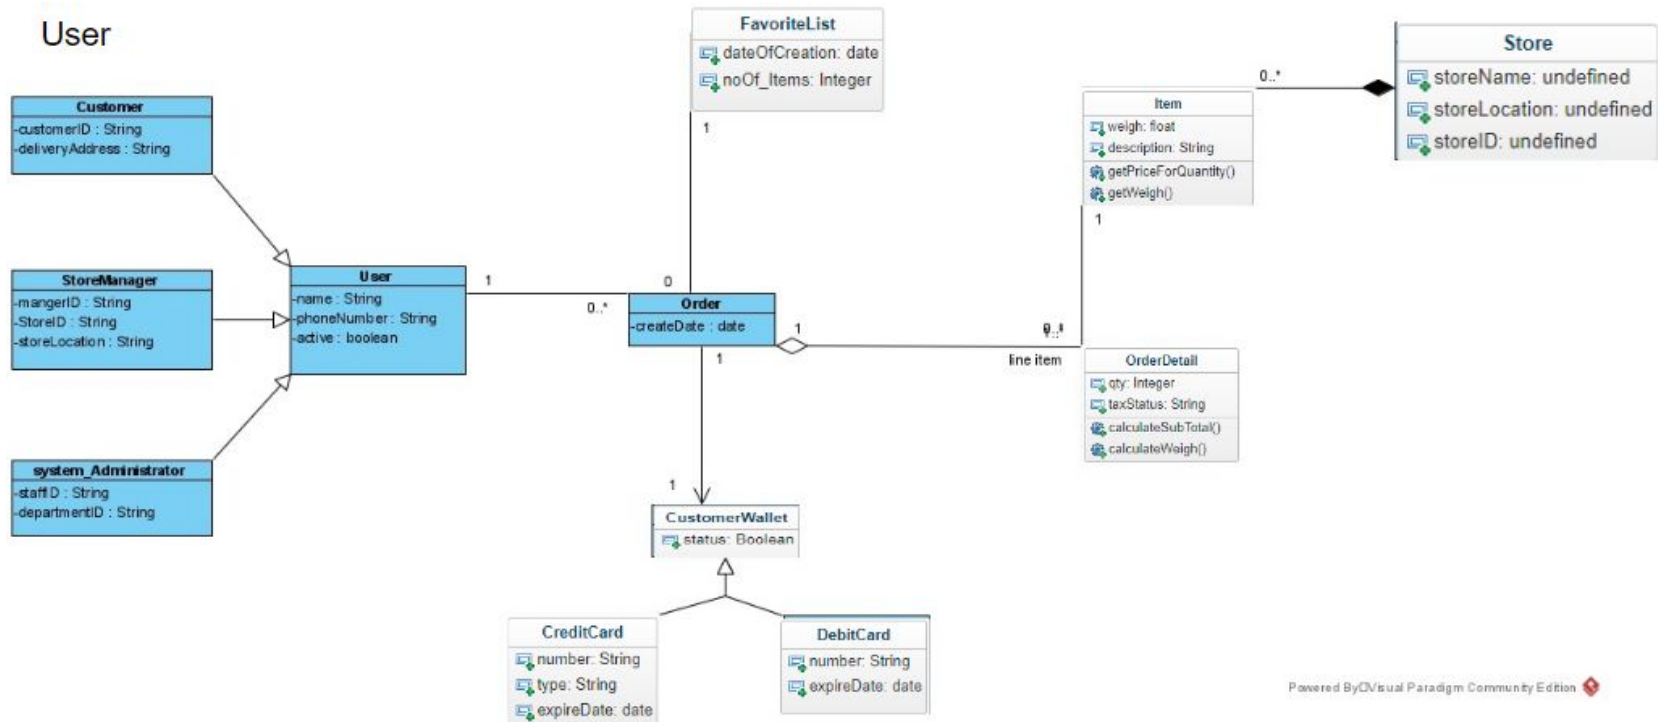 User
Customer
-customerID : String
-deliveryAddress : String
StoreManager
-mangerID : String
-StoreID : String
-storeLocation : String
system_Administrator
-staffID : String
-departmentID : String
User
-name : String
-phoneNumber : String
-active : boolean
1
0..*
FavoriteList
dateOfCreation: date
noOf_Items: Integer
1
0
Order
-createDate : date
1
1
line item
1
CustomerWallet
status: Boolean
CreditCard
number: String
type: String
expireDate: date
DebitCard
number: String
expireDate: date
Item
weigh: float
description: String
getPriceForQuantity()
getWeigh()
1
0..*
OrderDetail
qty: Integer
taxStatus: String
calculateSubTotal()
calculateWeigh()
Store
storeName: undefined
storeLocation: undefined
storeID: undefined
Powered By Visual Paradigm Community Edition